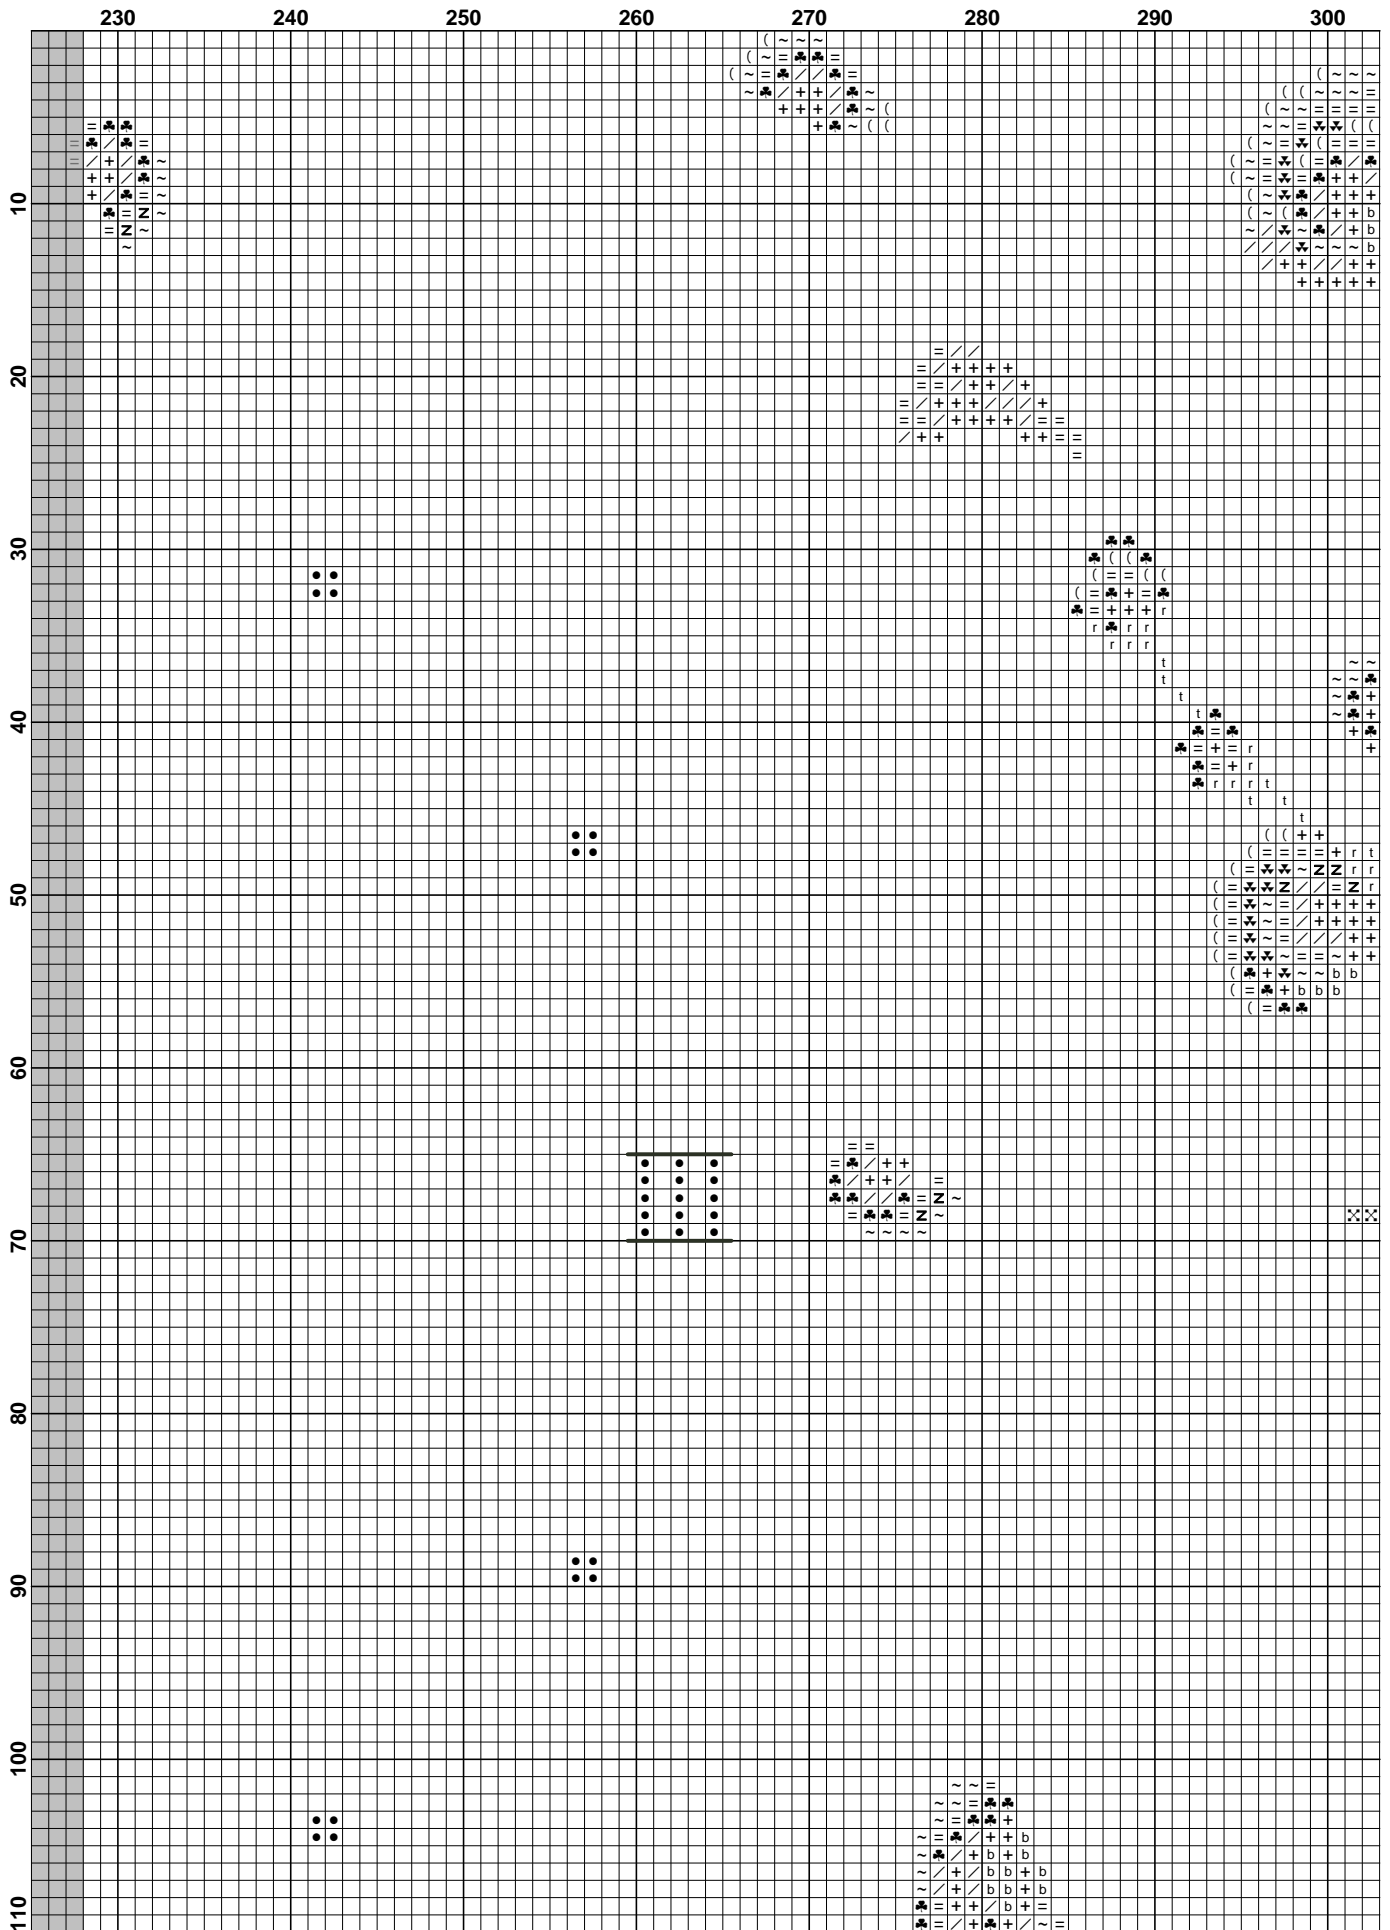 230 240 250 260 270 280 290 300
10
20
30
40
50
60
70
80
90
100
110
( ~ ~ ~
( ~ = ♣ ♣ =
( ~ = ♣ / / ♣ = ( ~ ~ ~
~ ♣ / + + / ♣ ~ ( ( ~ ~ ~ =
+ + + / ♣ ~ ( ( ~ ~ = = = =
= ♣ ♣ + ♣ ~ ( ( ~ ~ = ⁂ ⁂ ( (
= ♣ / ♣ = ( ~ = ⁂ ( = = =
= / + / ♣ ~ ( ~ = ⁂ ( = ♣ / ♣
+ + / ♣ ~ ( ~ = ⁂ = ♣ + + /
+ / ♣ = ~ ( ~ ⁂ ♣ / + + +
♣ = Z ~ ( ~ ( ♣ / + + b
= Z ~ ~ / ⁂ ~ ♣ / + b
~ / / / ⁂ ~ ~ ~ b
/ + + / / + +
+ + + + +
= / /
= / + + + +
= = / + + / +
= / + + + / / / +
= = / + + + + / = =
/ + + + + = =
=
♣ ♣
♣ ( ( ♣
● ● ( = = ( (
● ● ( = ♣ + = ♣
♣ = + + + r
r ♣ r r
r r r
t ~ ~
t ~ ~ ♣
t ~ ♣ +
t ♣ ~ ♣ +
♣ = ♣ + ♣
♣ = + = r +
♣ = + r
♣ r r r t
t t
t
● ● ( ( + +
● ● ( = = = = + r t
( = ⁂ ⁂ ~ Z Z r r
( = ⁂ ⁂ Z / / = Z r
( = ⁂ ~ = / + + + +
( = ⁂ ~ = / + + + +
( = ⁂ ~ = / / / + +
( = ⁂ ⁂ ~ = = ~ + +
( ♣ + ⁂ ~ ~ b b
( = ♣ + b b b
( = ♣ ♣
= =
● ● ● = ♣ / + +
● ● ● ♣ / + + / =
● ● ● ♣ ♣ / / ♣ = Z ~
● ● ● = ♣ ♣ = Z ~ ⁙ ⁙
● ● ● ~ ~ ~ ~
● ●
● ●
~ ~ =
~ ~ = ♣ ♣
● ● ~ = ♣ ♣ +
● ● ~ = ♣ / + + b
~ ♣ / + b + b
~ / + / b b + b
~ / + / b b + b
♣ = + + / b + =
♣ = / + ♣ + / ~ =